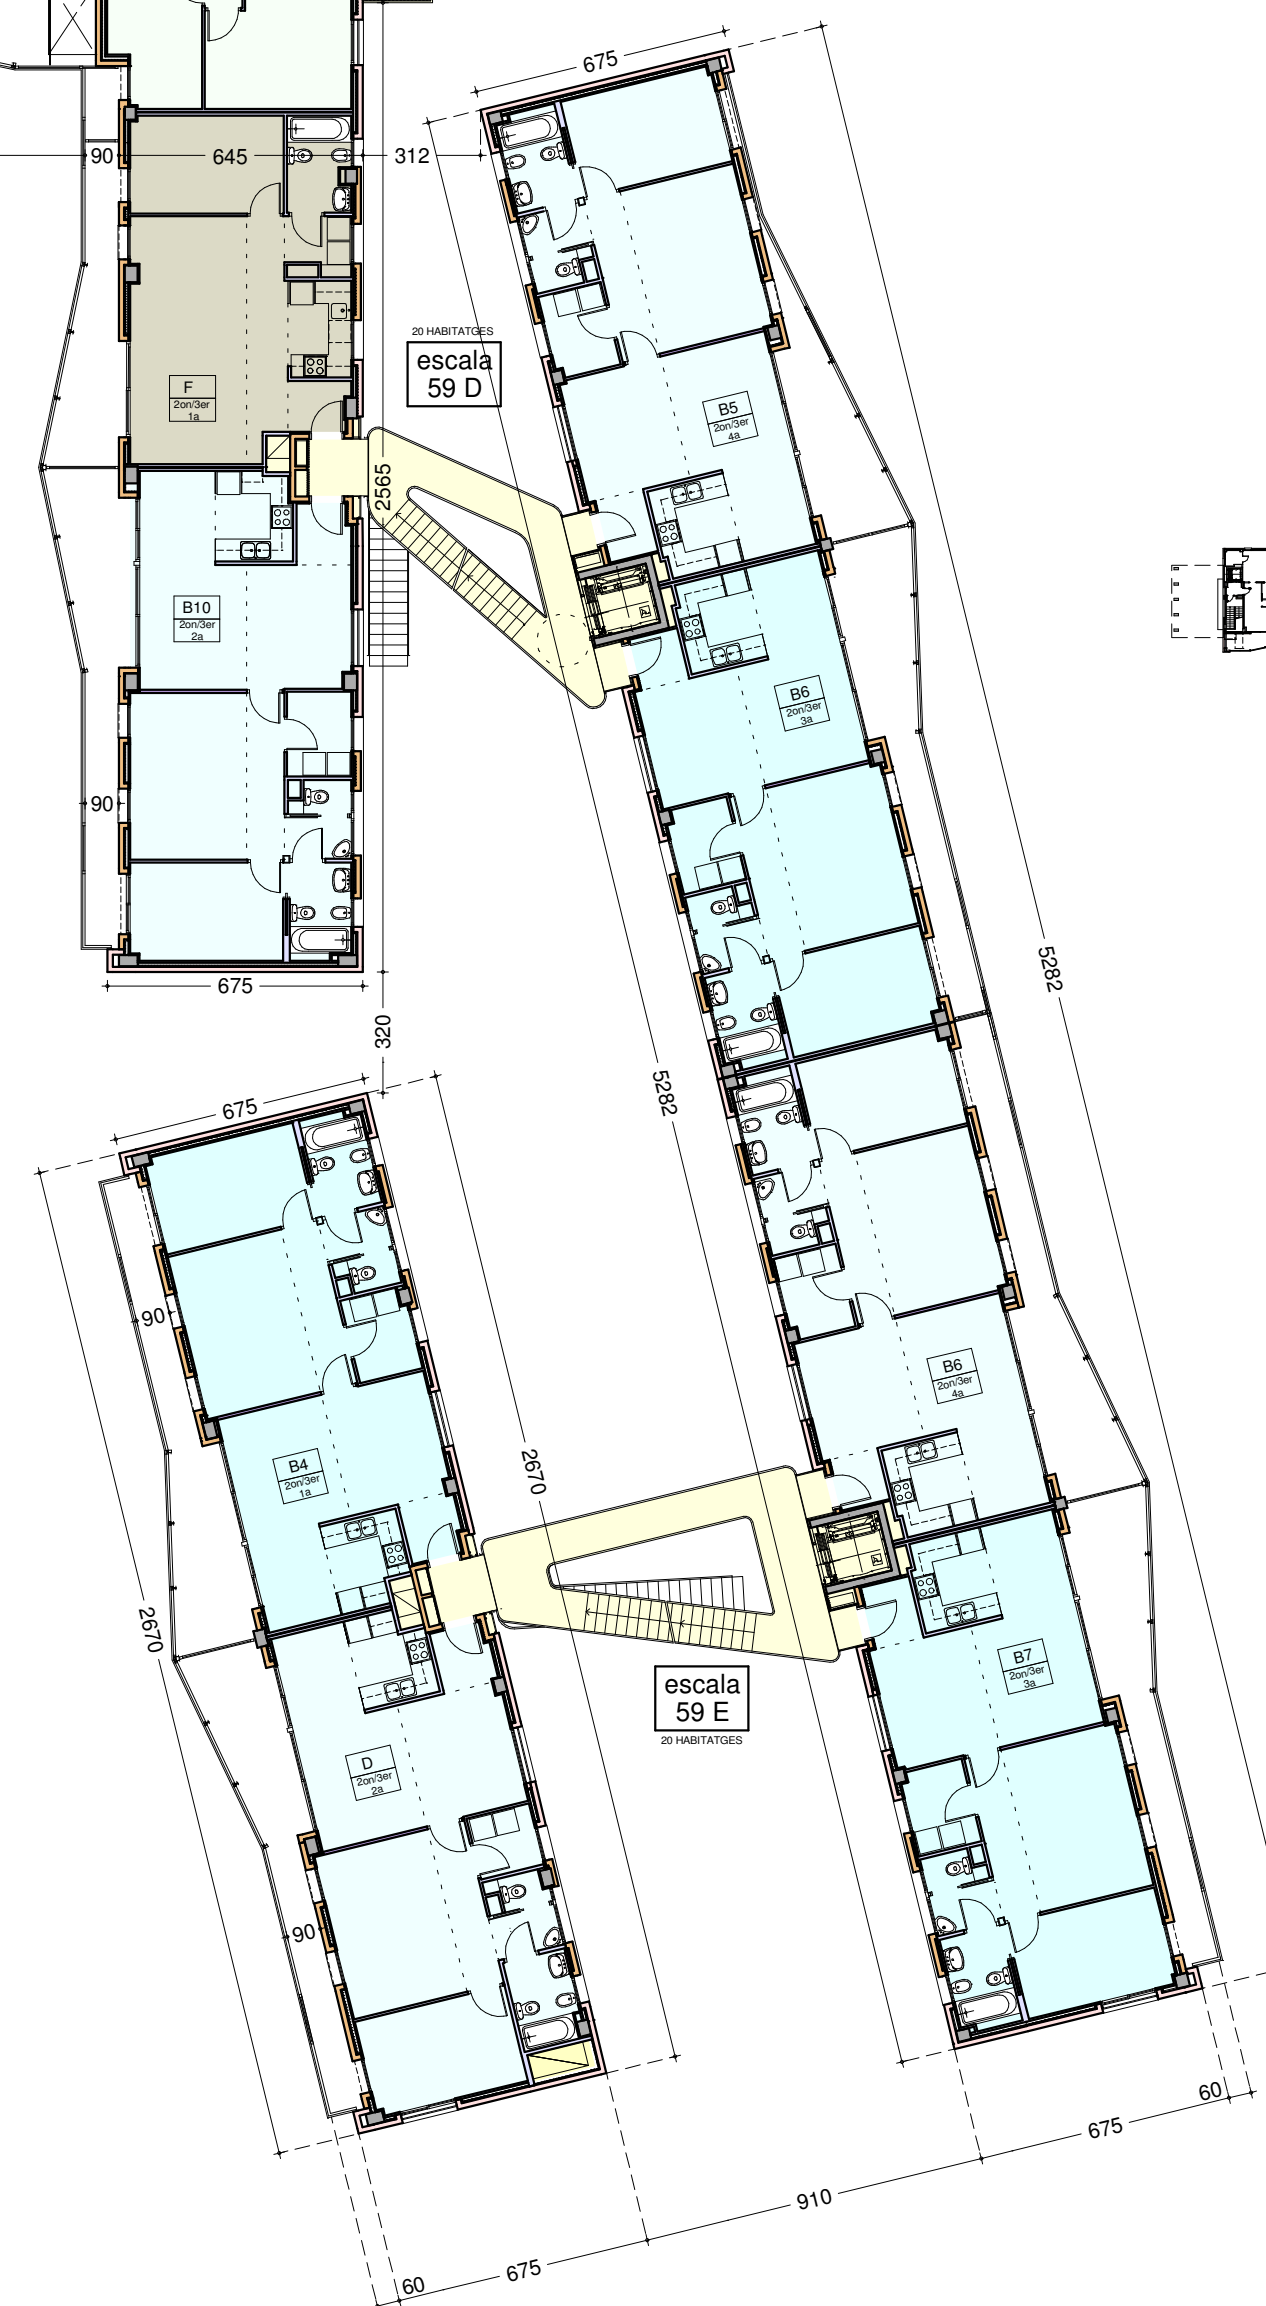 675
90
645
312
20 HABITATGES
escala
59 D
F
2on/3er
1a
B5
2on/3er
4a
2565
B10
2on/3er
2a
B6
2on/3er
3a
90
675
5282
320
5282
675
90
B6
2on/3er
4a
B4
2on/3er
1a
2670
2670
escala
59 E
20 HABITATGES
B7
2on/3er
3a
D
2on/3er
2a
90
60
675
910
675
60